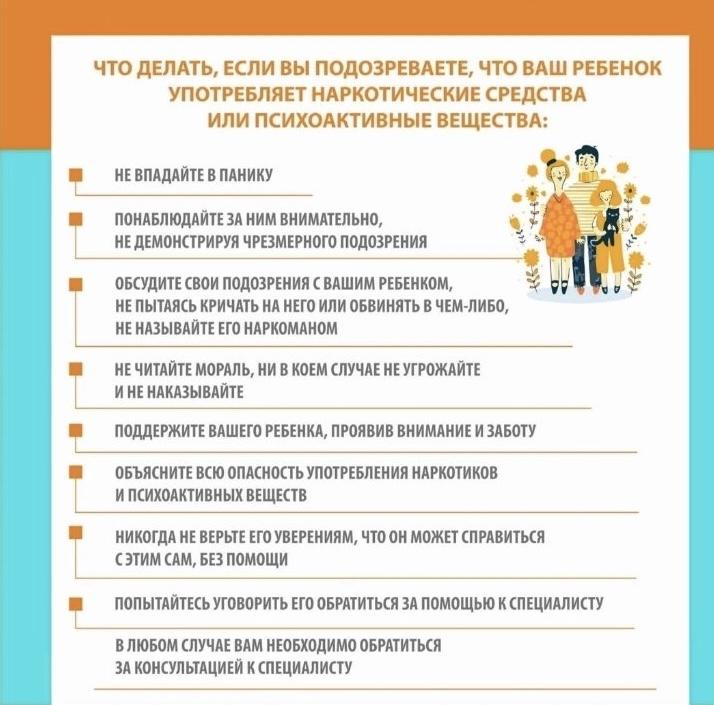 ЧТО ДЕЛАТЬ, ЕСЛИ ВЫ ПОДОЗРЕВАЕТЕ, ЧТО ВАШ РЕБЕНОК
УПОТРЕБЛЯЕТ НАРКОТИЧЕСКИЕ СРЕДСТВА
ИЛИ ПСИХОАКТИВНЫЕ ВЕЩЕСТВА:
НЕ ВПАДАЙТЕ В ПАНИКУ
ПОНАБЛЮДАЙТЕ ЗА НИМ ВНИМАТЕЛЬНО,
НЕ ДЕМОНСТРИРУЯ ЧРЕЗМЕРНОГО ПОДОЗРЕНИЯ
ОБСУДИТЕ СВОИ ПОДОЗРЕНИЯ С ВАШИМ РЕБЕНКОМ,
НЕ ПЫТАЯСЬ КРИЧАТЬ НА НЕГО ИЛИ ОБВИНЯТЬ В ЧЕМ-ЛИБО,
НЕ НАЗЫВАЙТЕ ЕГО НАРКОМАНОМ
НЕ ЧИТАЙТЕ МОРАЛЬ, НИ В КОЕМ СЛУЧАЕ НЕ УГРОЖАЙТЕ
И НЕ НАКАЗЫВАЙТЕ
ПОДДЕРЖИТЕ ВАШЕГО РЕБЕНКА, ПРОЯВИВ ВНИМАНИЕ И ЗАБОТУ
ОБЪЯСНИТЕ ВСЮ ОПАСНОСТЬ УПОТРЕБЛЕНИЯ НАРКОТИКОВ
И ПСИХОАКТИВНЫХ ВЕЩЕСТВ
НИКОГДА НЕ ВЕРЬТЕ ЕГО УВЕРЕНИЯМ, ЧТО ОН МОЖЕТ СПРАВИТЬСЯ
С ЭТИМ САМ, БЕЗ ПОМОЩИ
ПОПЫТАЙТЕСЬ УГОВОРИТЬ ЕГО ОБРАТИТЬСЯ ЗА ПОМОЩЬЮ К СПЕЦИАЛИСТУ
В ЛЮБОМ СЛУЧАЕ ВАМ НЕОБХОДИМО ОБРАТИТЬСЯ
ЗА КОНСУЛЬТАЦИЕЙ К СПЕЦИАЛИСТУ